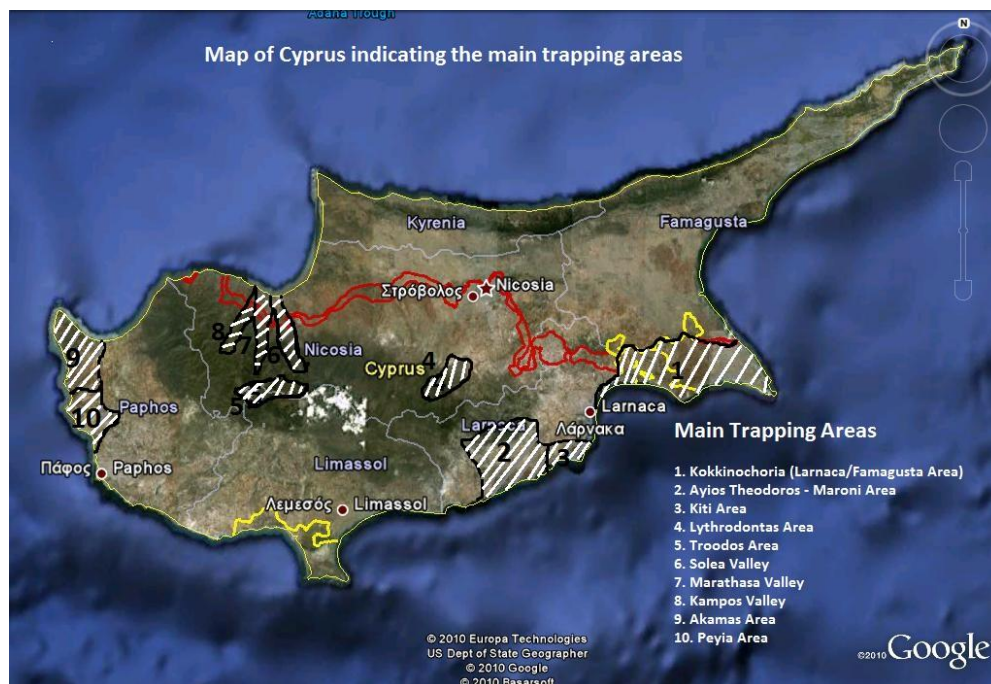 Adana Trough
Map of Cyprus indicating the main trapping areas
N
Kyrenia
Famagusta
Στρόβολος
Nicosia
8
7
6
Nicosia
9
Cyprus
4
1
5
10
Paphos
Larnaca
Larnaca
Λάρνακα
2
3
Πάφος
Paphos
Limassol
Λεμεσός
Limassol
Main Trapping Areas
1. Kokkinochoria (Larnaca/Famagusta Area)
2. Ayios Theodoros - Maroni Area
3. Kiti Area
4. Lythrodontas Area
5. Troodos Area
6. Solea Valley
7. Marathasa Valley
8. Kampos Valley
9. Akamas Area
10. Peyia Area
© 2010 Europa Technologies
US Dept of State Geographer
© 2010 Google
© 2010 Basarsoft
©2010 Google